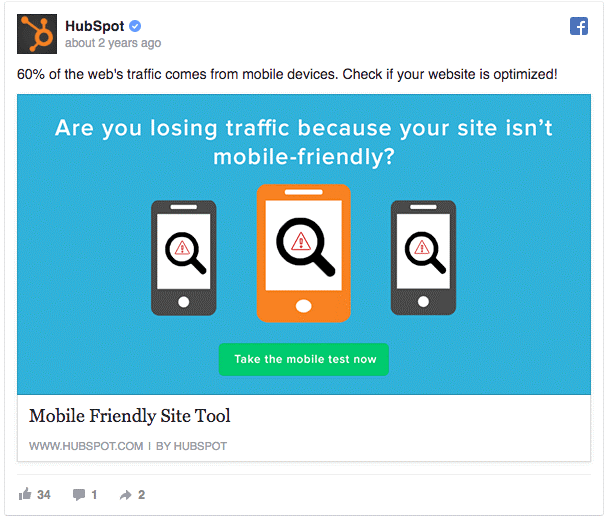 HubSpot
about 2 years ago
60% of the web's traffic comes from mobile devices. Check if your website is optimized!
Are you losing traffic because your site isn't
mobile-friendly?
Take the mobile test now
Mobile Friendly Site Tool
WWW.HUBSPOT.COM | BY HUBSPOT
34 1 2